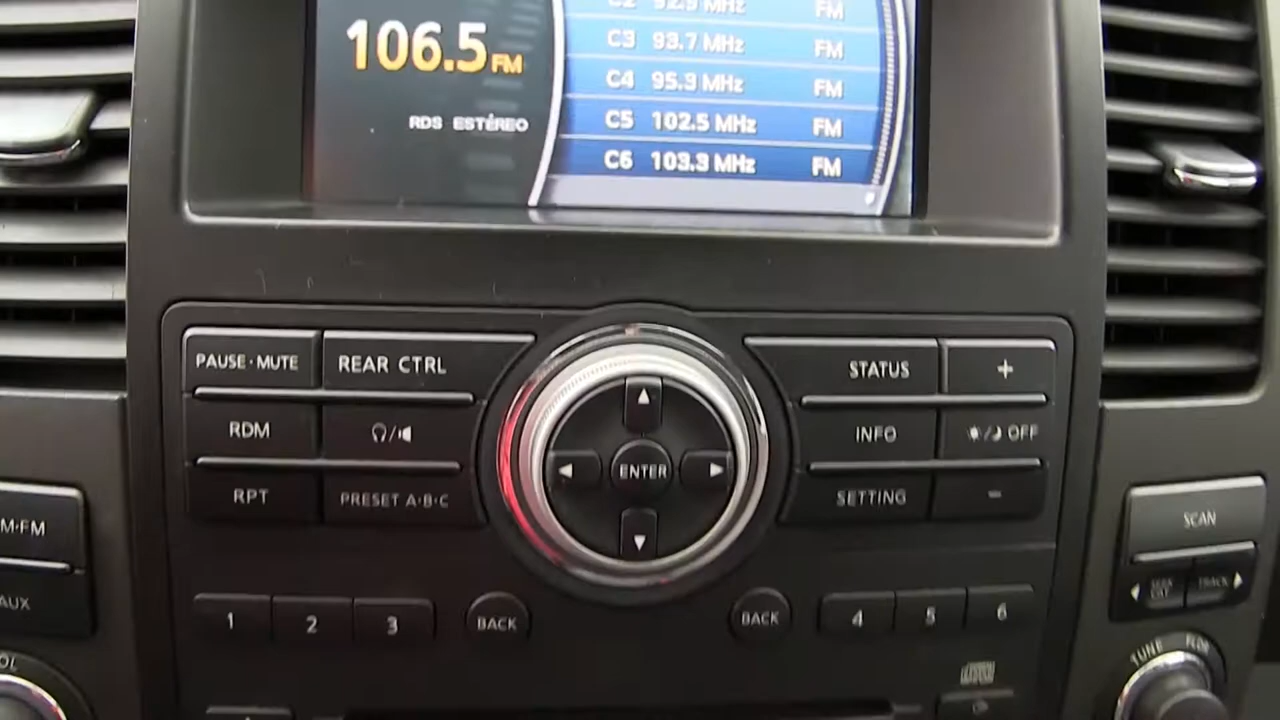 C2 92.9 MHz FM
106.5 FM
C3 93.7 MHz FM
C4 95.3 MHz FM
RDS ESTÉREO
C5 102.5 MHz FM
C6 103.3 MHz FM
PAUSE·MUTE REAR CTRL
STATUS +
RDM
INFO OFF
ENTER
RPT PRESET A·B·C
SETTING -
M·FM
AUX
SCAN
TRACK
1 2 3 BACK
BACK 4 5 6
OL
TUNE